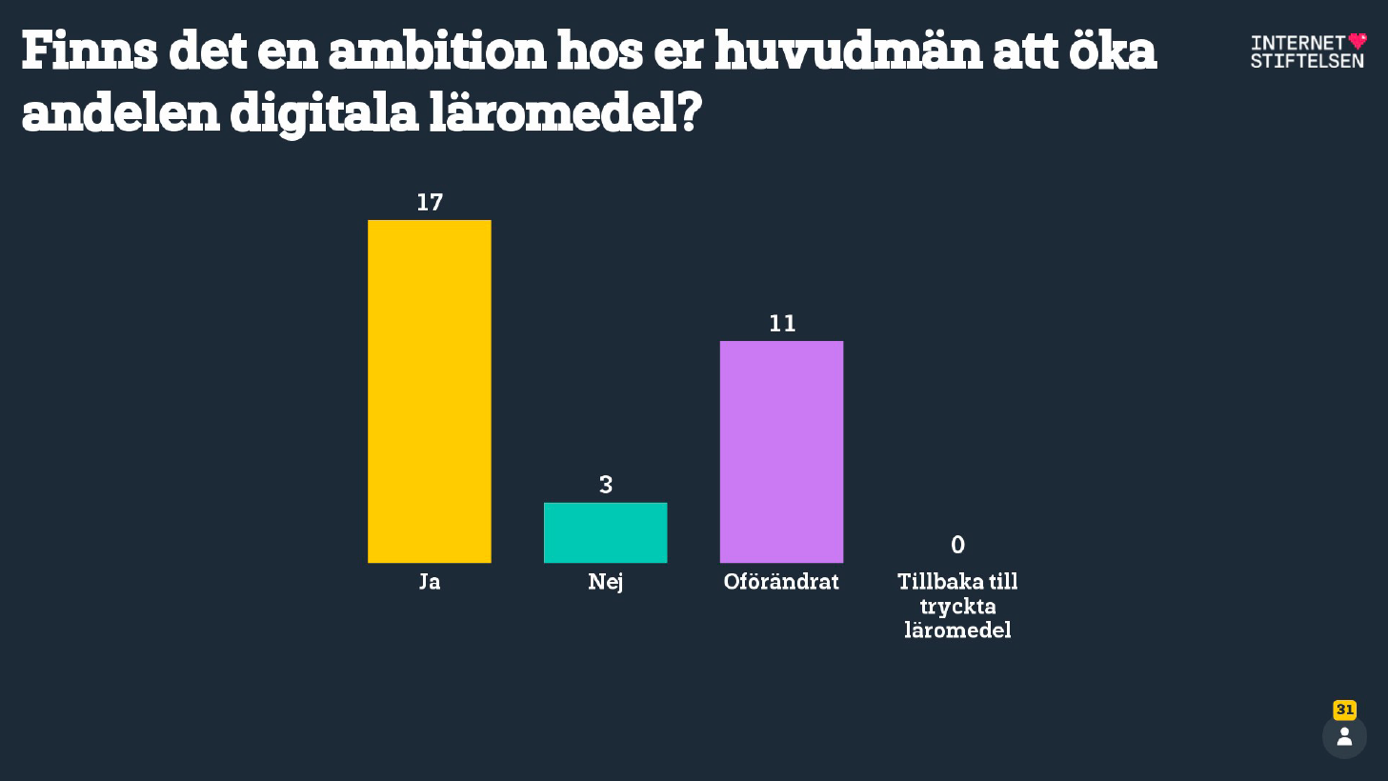 Finns det en ambition hos er huvudmän att öka
andelen digitala läromedel?
INTERNET
STIFTELSEN
17
3
11
0
Ja
Nej
Oförändrat
Tillbaka till
tryckta
läromedel
31